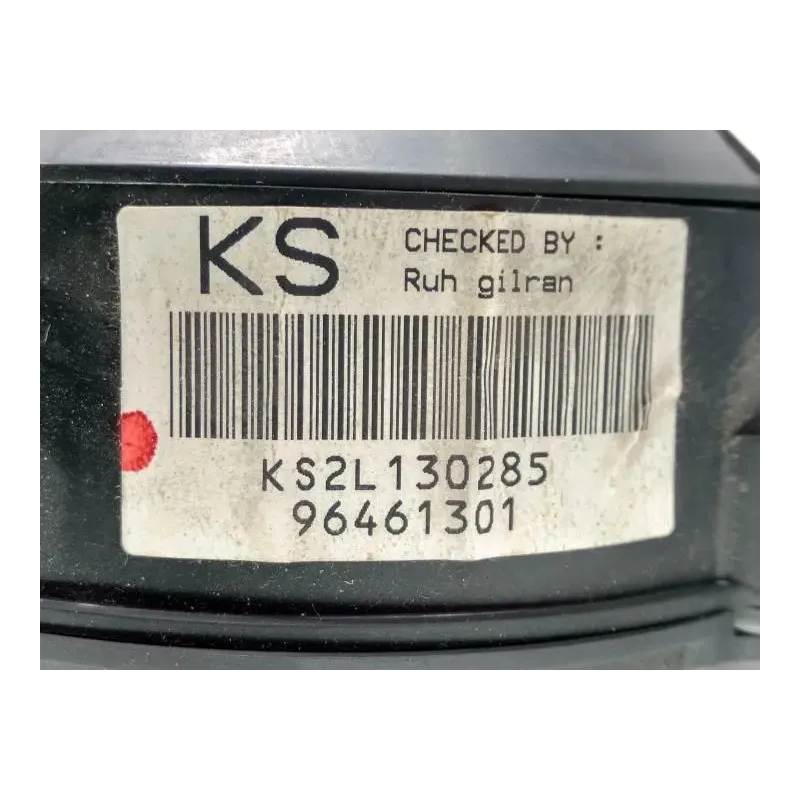 KS
CHECKED BY :
Ruh gilran
KS2L130285
96461301